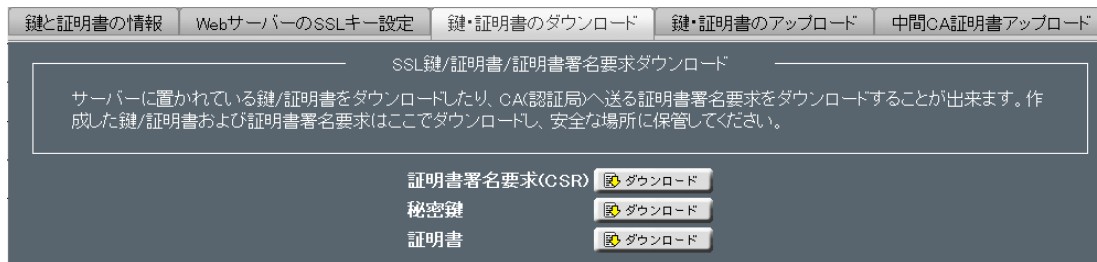 鍵と証明書の情報 WebサーバーのSSLキー設定 鍵・証明書のダウンロード 鍵・証明書のアップロード 中間CA証明書アップロード
SSL鍵/証明書/証明書署名要求ダウンロード
サーバーに置かれている鍵/証明書をダウンロードしたり、CA(認証局)へ送る証明書署名要求をダウンロードすることが出来ます。作
成した鍵/証明書および証明書署名要求はここでダウンロードし、安全な場所に保管してください。
証明書署名要求(CSR) ダウンロード
秘密鍵 ダウンロード
証明書 ダウンロード